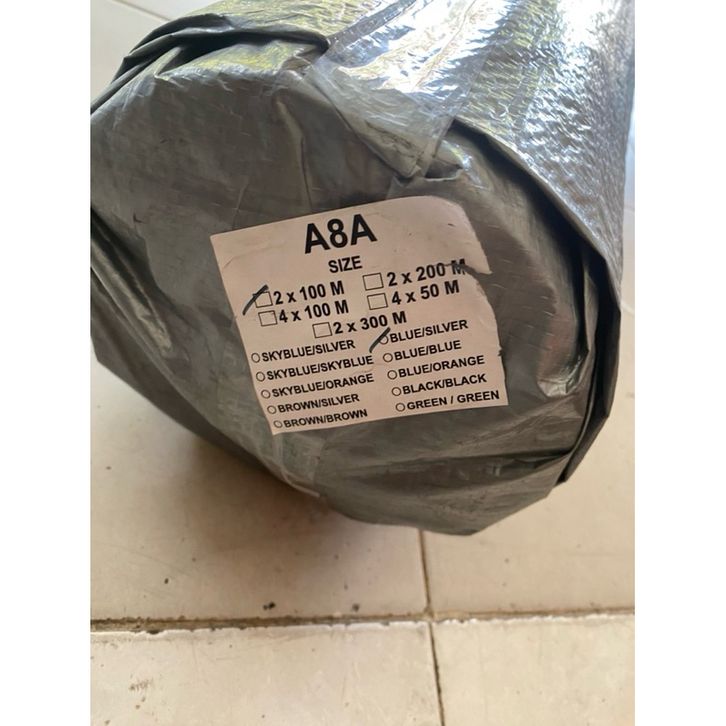 A8A
SIZE
2 x 100 M 2 x 200 M
4 x 100 M 4 x 50 M
2 x 300 M
SKYBLUE/SILVER BLUE/SILVER
SKYBLUE/SKYBLUE BLUE/BLUE
SKYBLUE/ORANGE BLUE/ORANGE
BROWN/SILVER BLACK/BLACK
BROWN/BROWN GREEN / GREEN